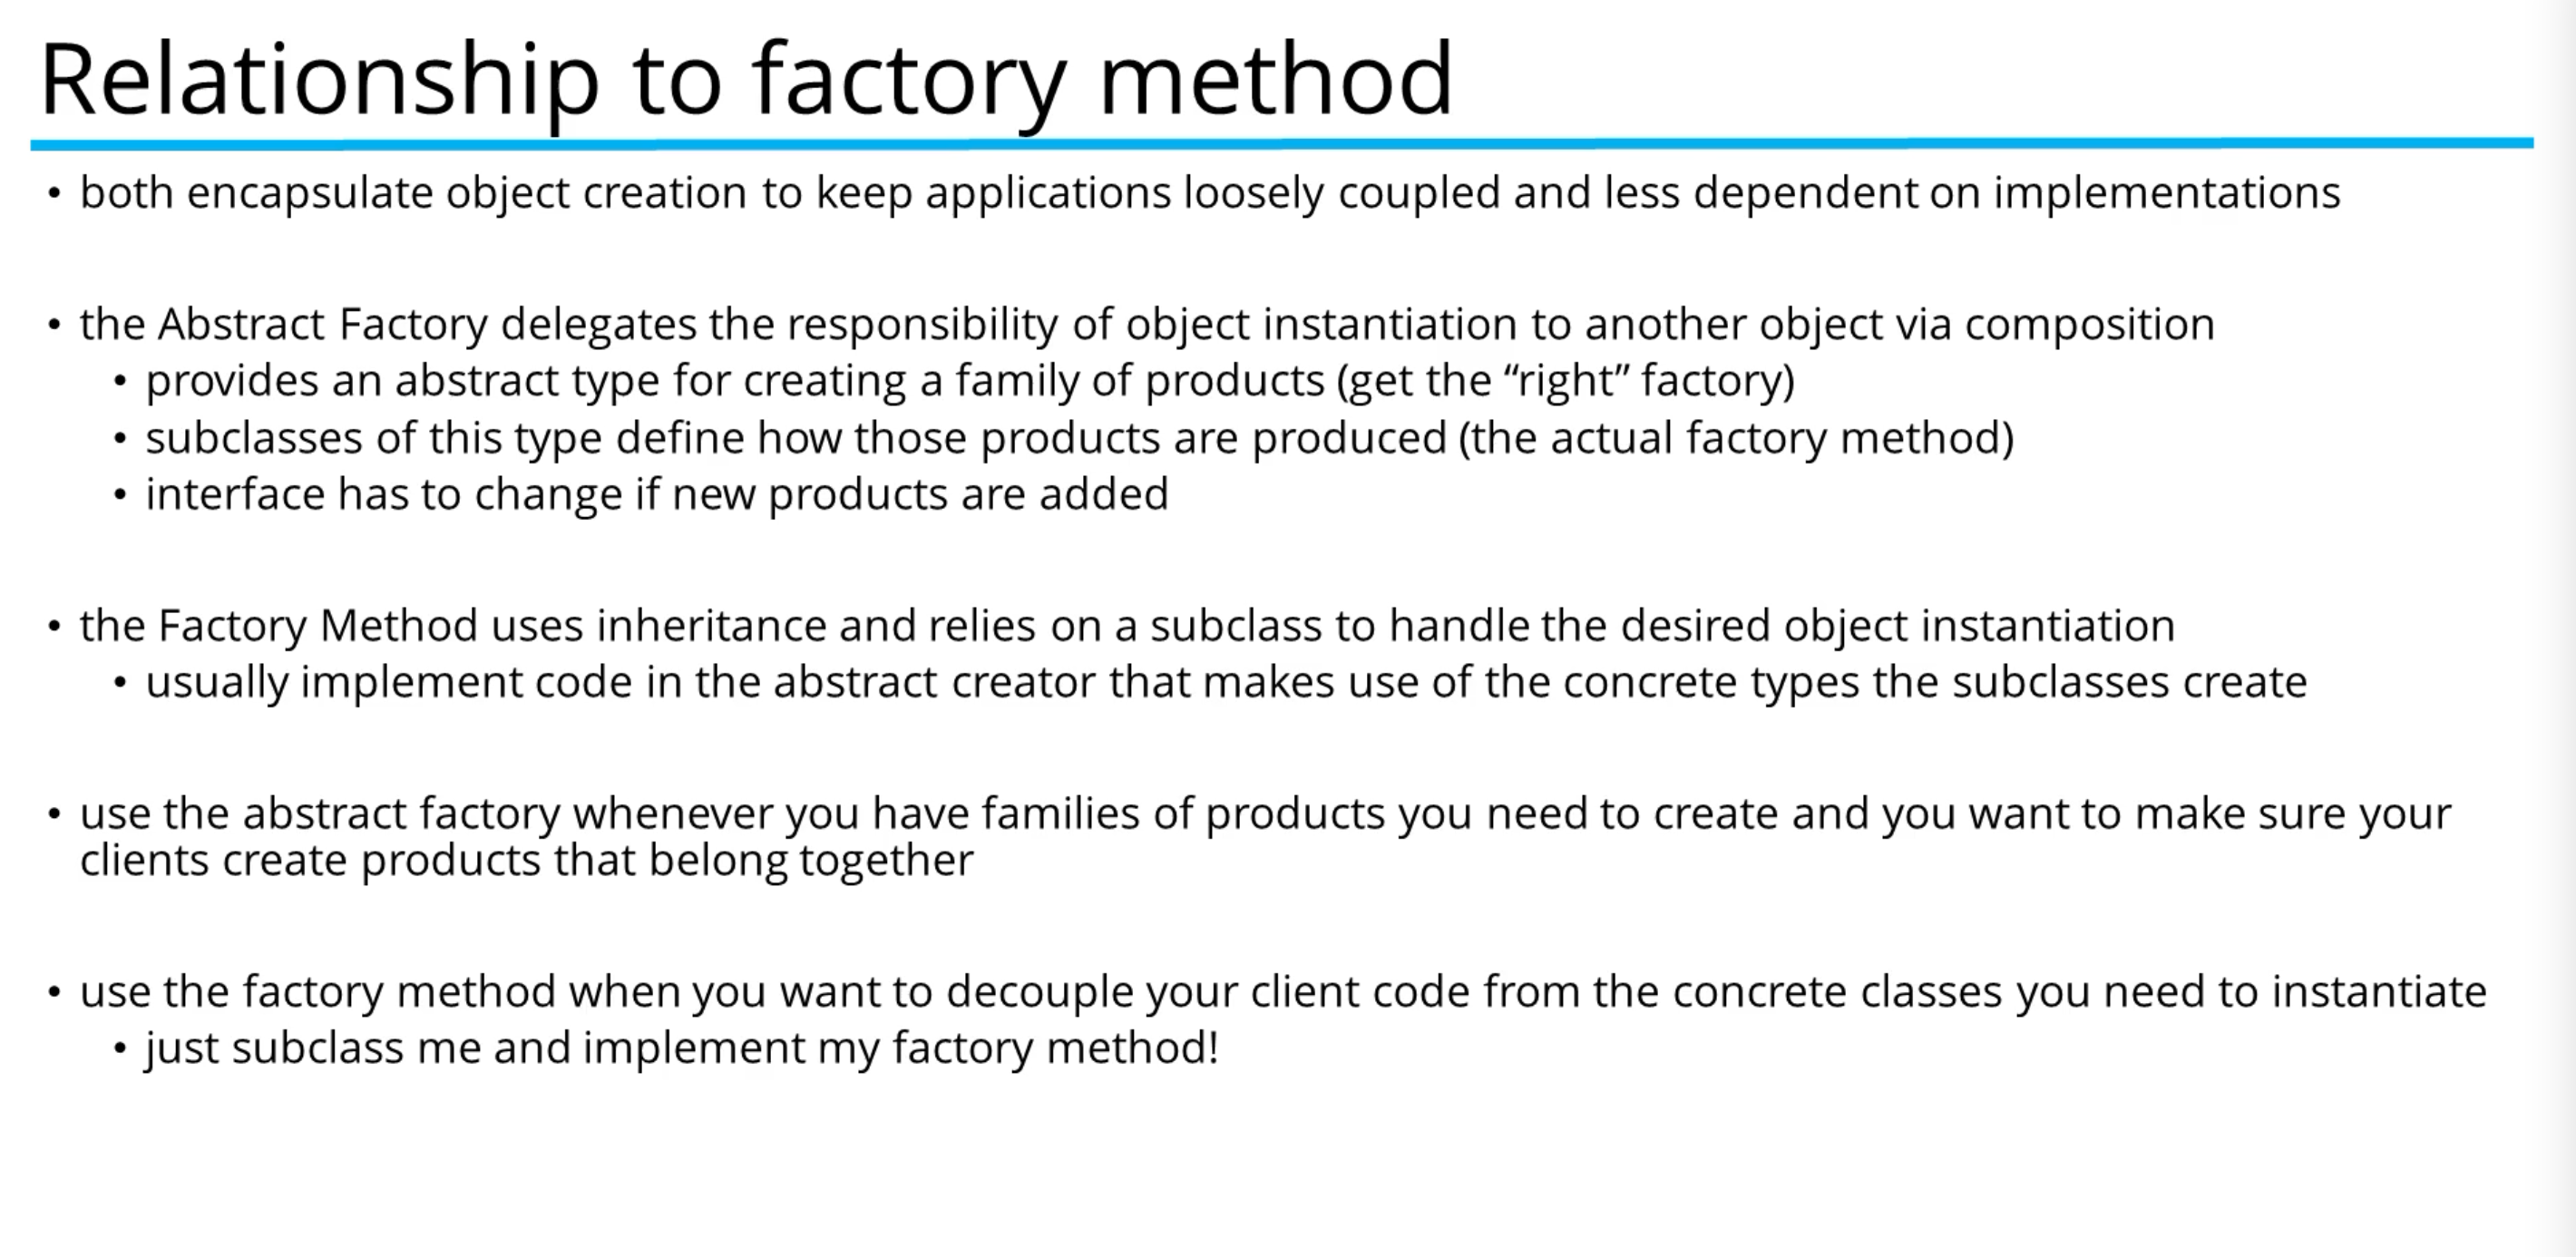 Relationship to factory method
• both encapsulate object creation to keep applications loosely coupled and less dependent on implementations
• the Abstract Factory delegates the responsibility of object instantiation to another object via composition
• provides an abstract type for creating a family of products (get the “right” factory)
• subclasses of this type define how those products are produced (the actual factory method)
• interface has to change if new products are added
• the Factory Method uses inheritance and relies on a subclass to handle the desired object instantiation
• usually implement code in the abstract creator that makes use of the concrete types the subclasses create
• use the abstract factory whenever you have families of products you need to create and you want to make sure your
clients create products that belong together
• use the factory method when you want to decouple your client code from the concrete classes you need to instantiate
• just subclass me and implement my factory method!